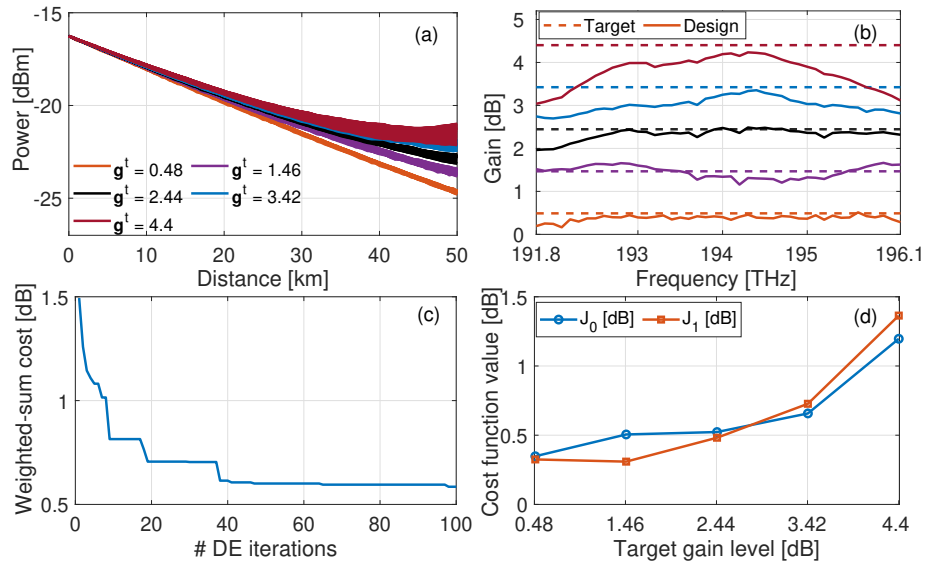 (a)
Power [dBm]
-15
-20
-25
g^t = 0.48 g^t = 1.46
g^t = 2.44 g^t = 3.42
g^t = 4.4
0 10 20 30 40 50
Distance [km]
(b)
Target Design
Gain [dB]
5
4
3
2
1
0
191.8 193 194 195 196.1
Frequency [THz]
(c)
Weighted-sum cost [dB]
1.5
1
0.5
0 20 40 60 80 100
# DE iterations
(d)
J_0 [dB] J_1 [dB]
Cost function value [dB]
1.5
1
0.5
0
0.48 1.46 2.44 3.42 4.4
Target gain level [dB]